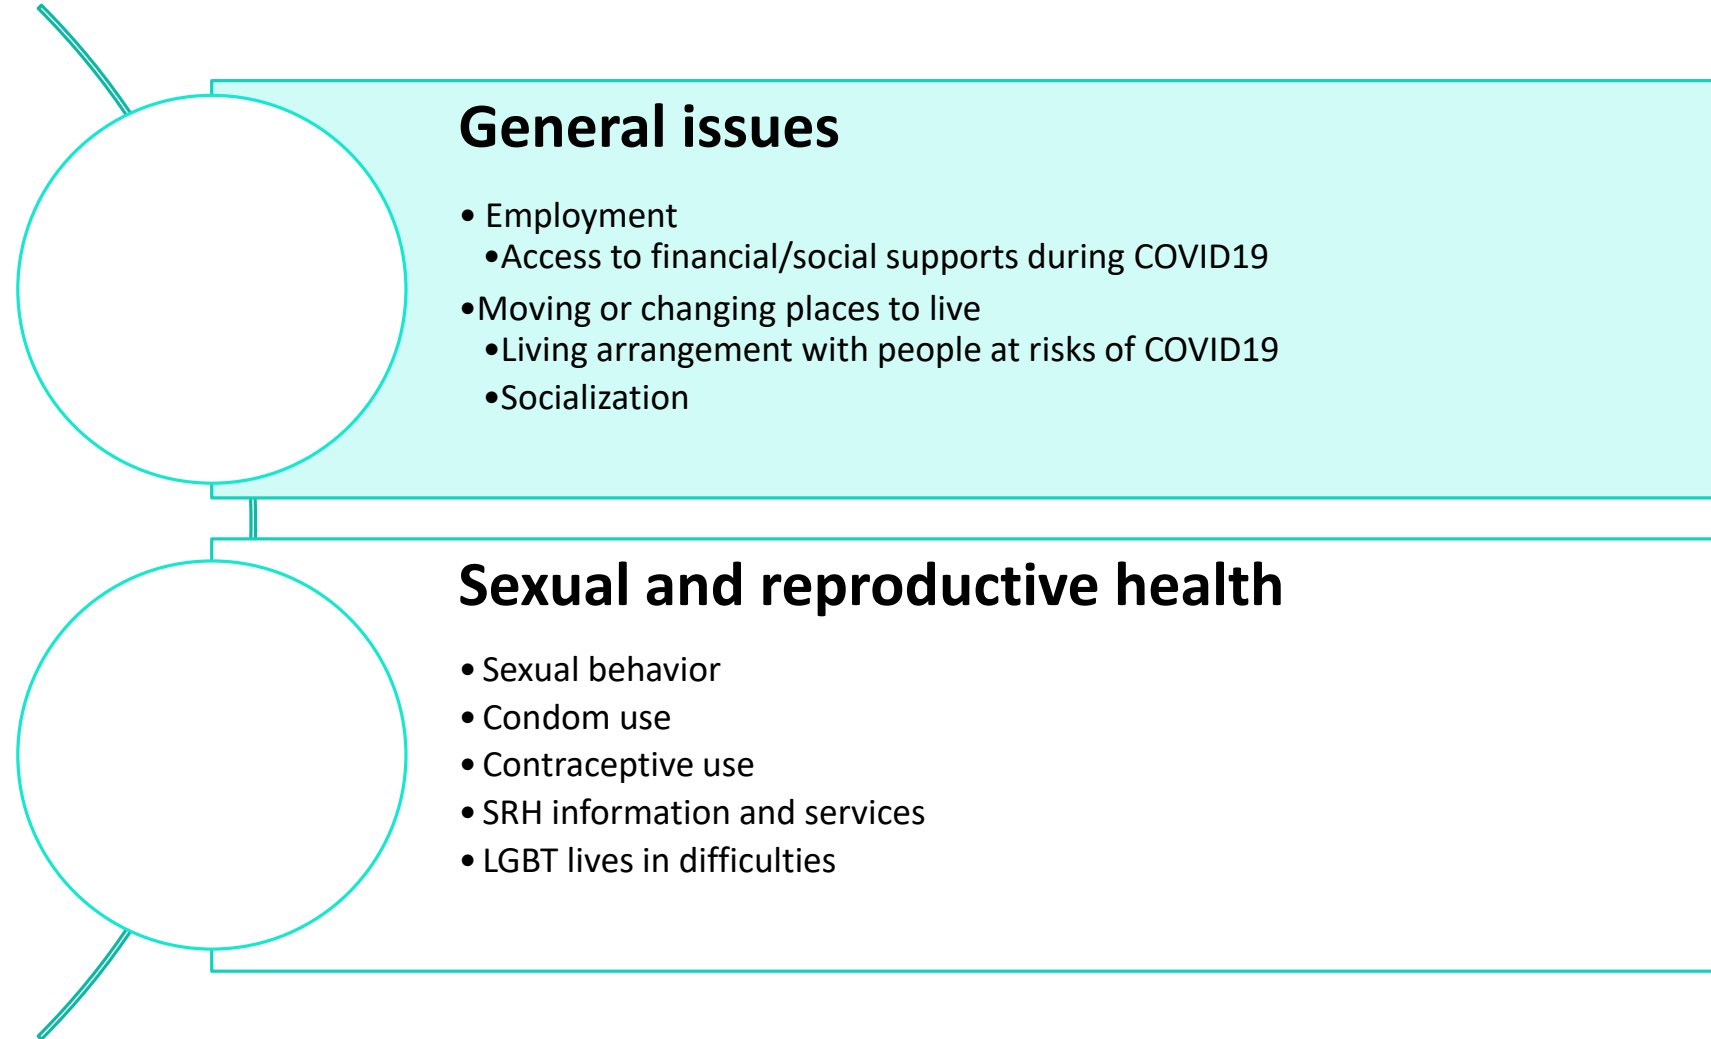 General issues
• Employment
•Access to financial/social supports during COVID19
•Moving or changing places to live
•Living arrangement with people at risks of COVID19
•Socialization
Sexual and reproductive health
• Sexual behavior
• Condom use
• Contraceptive use
• SRH information and services
• LGBT lives in difficulties